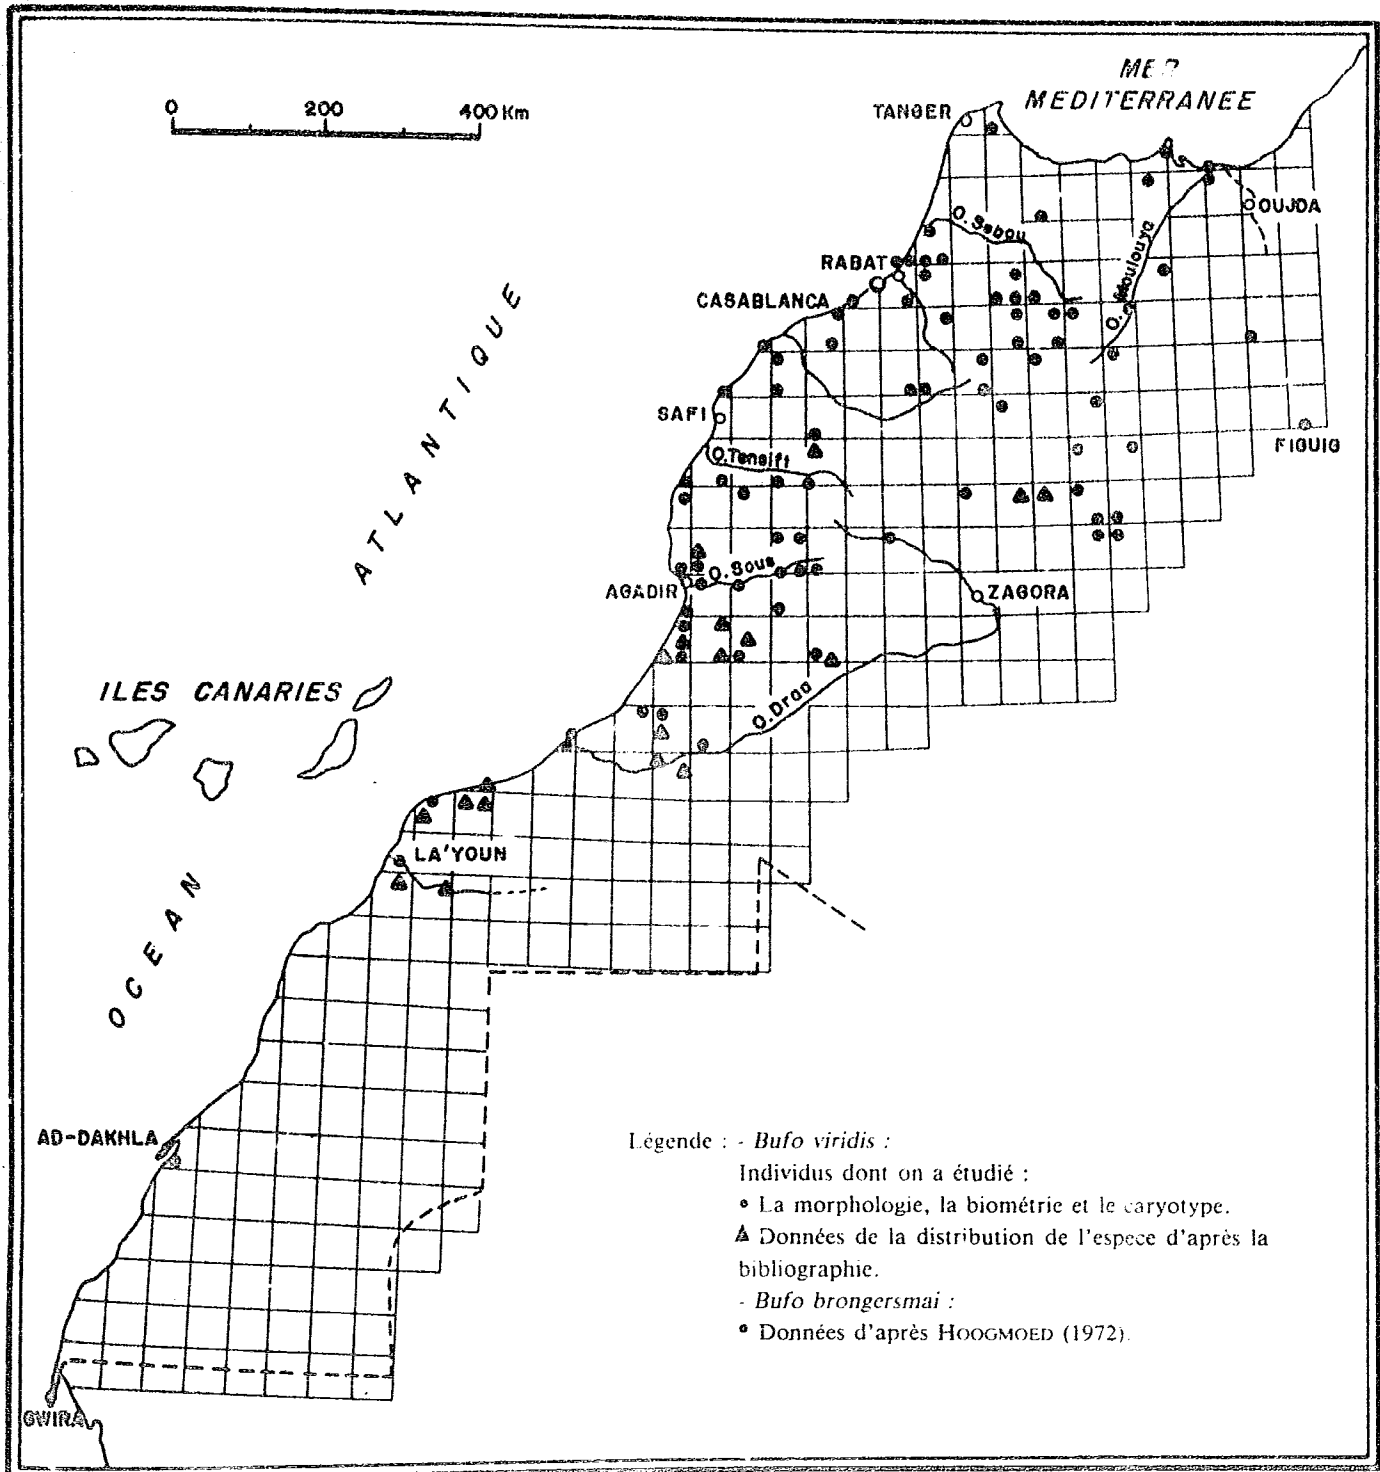 MER
MEDITERRANEE
0 200 400 Km
TANGER
OUJDA
O. Sebou
O. Moulouya
RABAT
CASABLANCA
SAFI
O. Tensift
FIGUIG
ATLANTIQUE
O. Sous
AGADIR
ZAGORA
ILES CANARIES
O. Draa
LA'YOUN
OCEAN
AD-DAKHLA
Légende : - Bufo viridis :
Individus dont on a étudié :
La morphologie, la biométrie et le caryotype.
Données de la distribution de l'espece d'après la
bibliographie.
- Bufo brongersmai :
Données d'après HOOGMOED (1972).
GWIRA